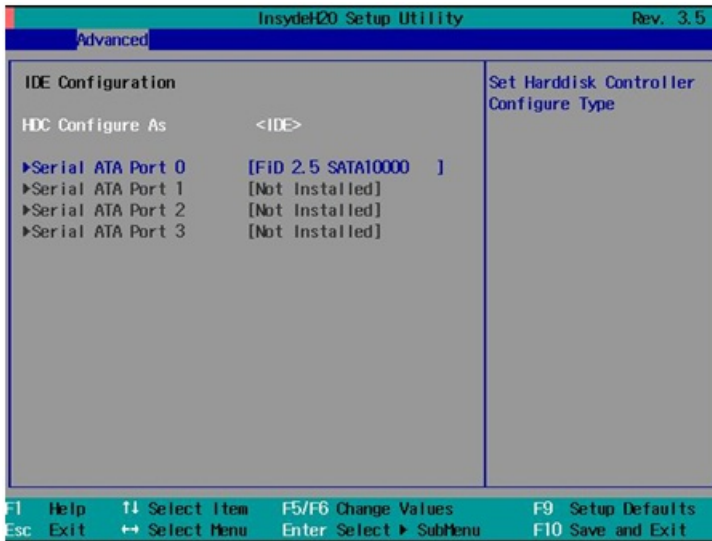 InsydeH2O Setup Utility Rev. 3.5
Advanced
IDE Configuration
HDC Configure As <IDE>
▶Serial ATA Port 0 [FiD 2.5 SATA10000 ]
▶Serial ATA Port 1 [Not Installed]
▶Serial ATA Port 2 [Not Installed]
▶Serial ATA Port 3 [Not Installed]
Set Harddisk Controller
Configure Type
F1 Help ↑↓ Select Item F5/F6 Change Values F9 Setup Defaults
Esc Exit ↔ Select Menu Enter Select ▶ SubMenu F10 Save and Exit